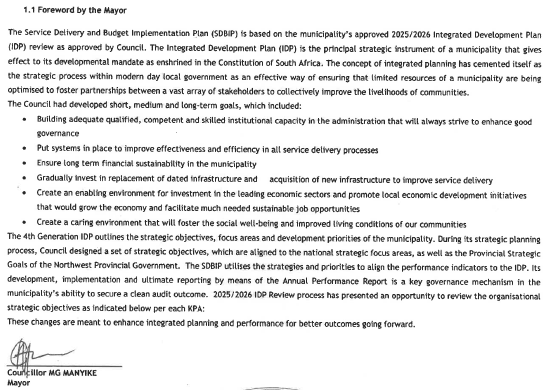 1.1 Foreword by the Mayor
The Service Delivery and Budget Implementation Plan (SDBIP) is based on the municipality's approved 2025/2026 Integrated Development Plan
(IDP) review as approved by Council. The Integrated Development Plan (IDP) is the principal strategic instrument of a municipality that gives
effect to its developmental mandate as enshrined in the Constitution of South Africa. The concept of integrated planning has cemented itself as
the strategic process within modern day local government as an effective way of ensuring that limited resources of a municipality are being
optimised to foster partnerships between a vast array of stakeholders to collectively improve the livelihoods of communities.
The Council had developed short, medium and long-term goals, which included:
• Building adequate qualified, competent and skilled institutional capacity in the administration that will always strive to enhance good
governance
• Put systems in place to improve effectiveness and efficiency in all service delivery processes
• Ensure long term financial sustainability in the municipality
• Gradually invest in replacement of dated infrastructure and acquisition of new infrastructure to improve service delivery
• Create an enabling environment for investment in the leading economic sectors and promote local economic development initiatives
that would grow the economy and facilitate much needed sustainable job opportunities
• Create a caring environment that will foster the social well-being and improved living conditions of our communities
The 4th Generation IDP outlines the strategic objectives, focus areas and development priorities of the municipality. During its strategic planning
process, Council designed a set of strategic objectives, which are aligned to the national strategic focus areas, as well as the Provincial Strategic
Goals of the Northwest Provincial Government. The SDBIP utilises the strategies and priorities to align the performance indicators to the IDP. Its
development, implementation and ultimate reporting by means of the Annual Performance Report is a key governance mechanism in the
municipality's ability to secure a clean audit outcome. 2025/2026 IDP Review process has presented an opportunity to review the organisational
strategic objectives as indicated below per each KPA:
These changes are meant to enhance integrated planning and performance for better outcomes going forward.
Councillor MG MANYIKE
Mayor